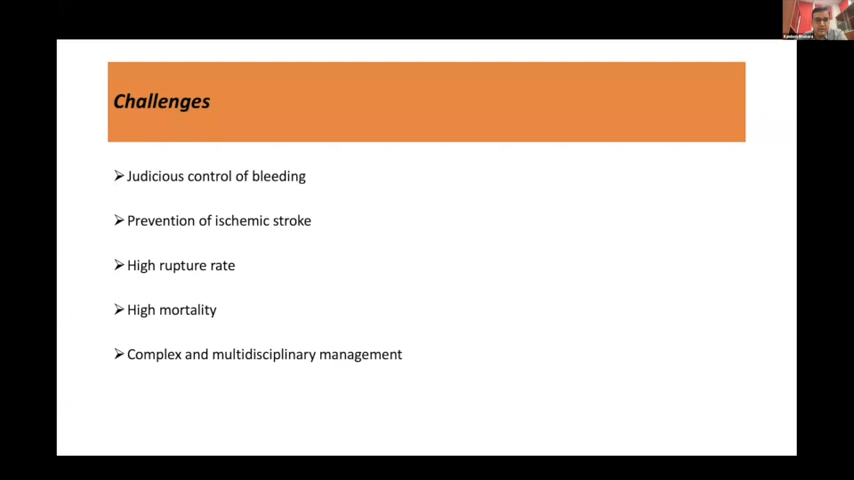 Challenges
Judicious control of bleeding
Prevention of ischemic stroke
High rupture rate
High mortality
Complex and multidisciplinary management